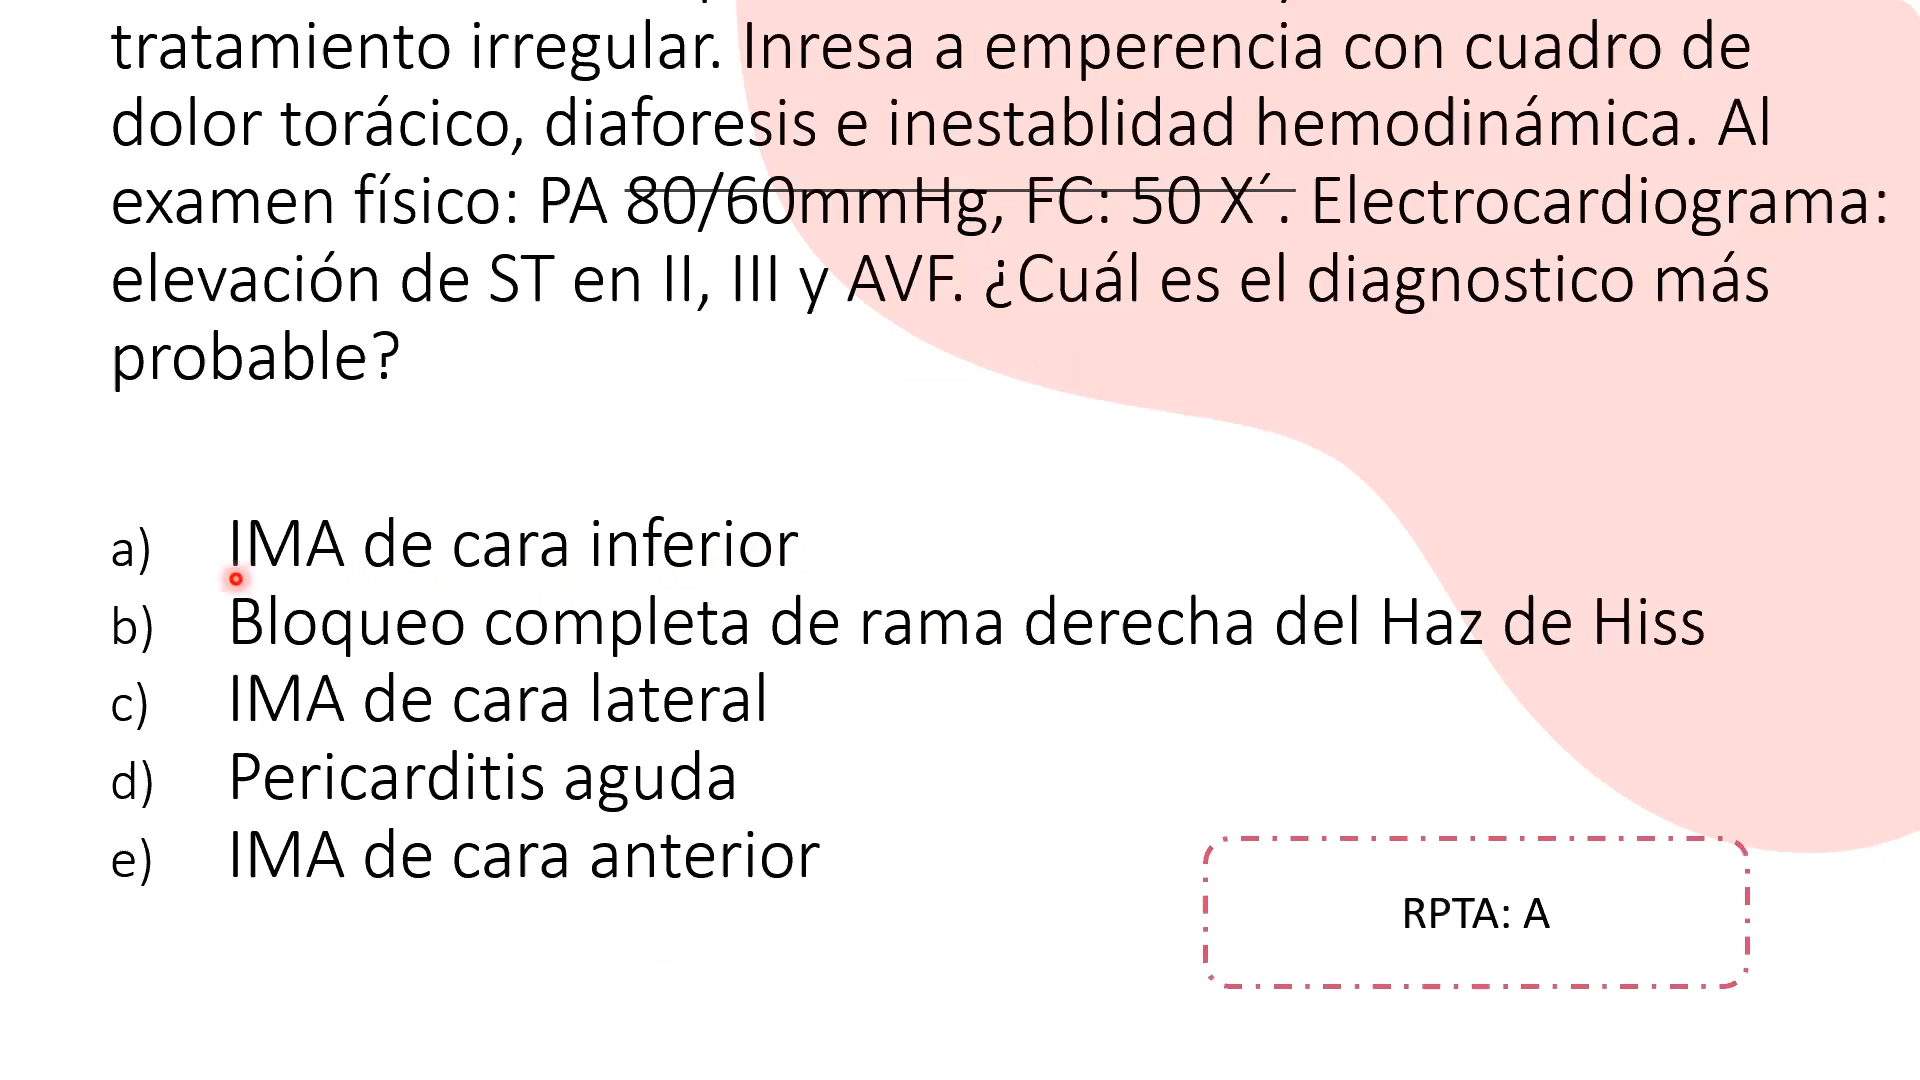 tratamiento irregular. Inresa a emperencia con cuadro de
dolor torácico, diaforesis e inestablidad hemodinámica. Al
examen físico: PA 80/60mmHg, FC: 50 X´. Electrocardiograma:
elevación de ST en II, III y AVF. ¿Cuál es el diagnostico más
probable?
a) IMA de cara inferior
b) Bloqueo completa de rama derecha del Haz de Hiss
c) IMA de cara lateral
d) Pericarditis aguda
e) IMA de cara anterior
RPTA: A